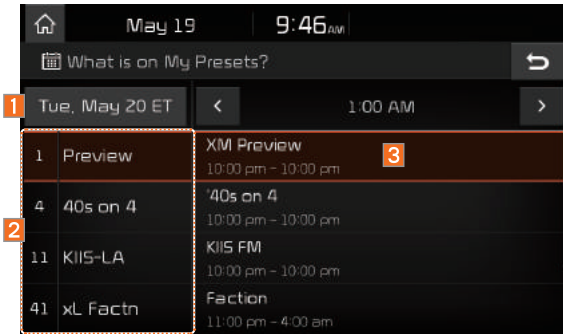 May 19 9:46AM
What is on My Presets?
1 Tue, May 20 ET < 1:00 AM >
1 Preview XM Preview 3
10:00 pm - 10:00 pm
4 40s on 4 '40s on 4
10:00 pm - 10:00 pm
2
11 KIIS-LA KIIS FM
10:00 pm - 10:00 pm
41 xL Factn Faction
11:00 pm - 4:00 am